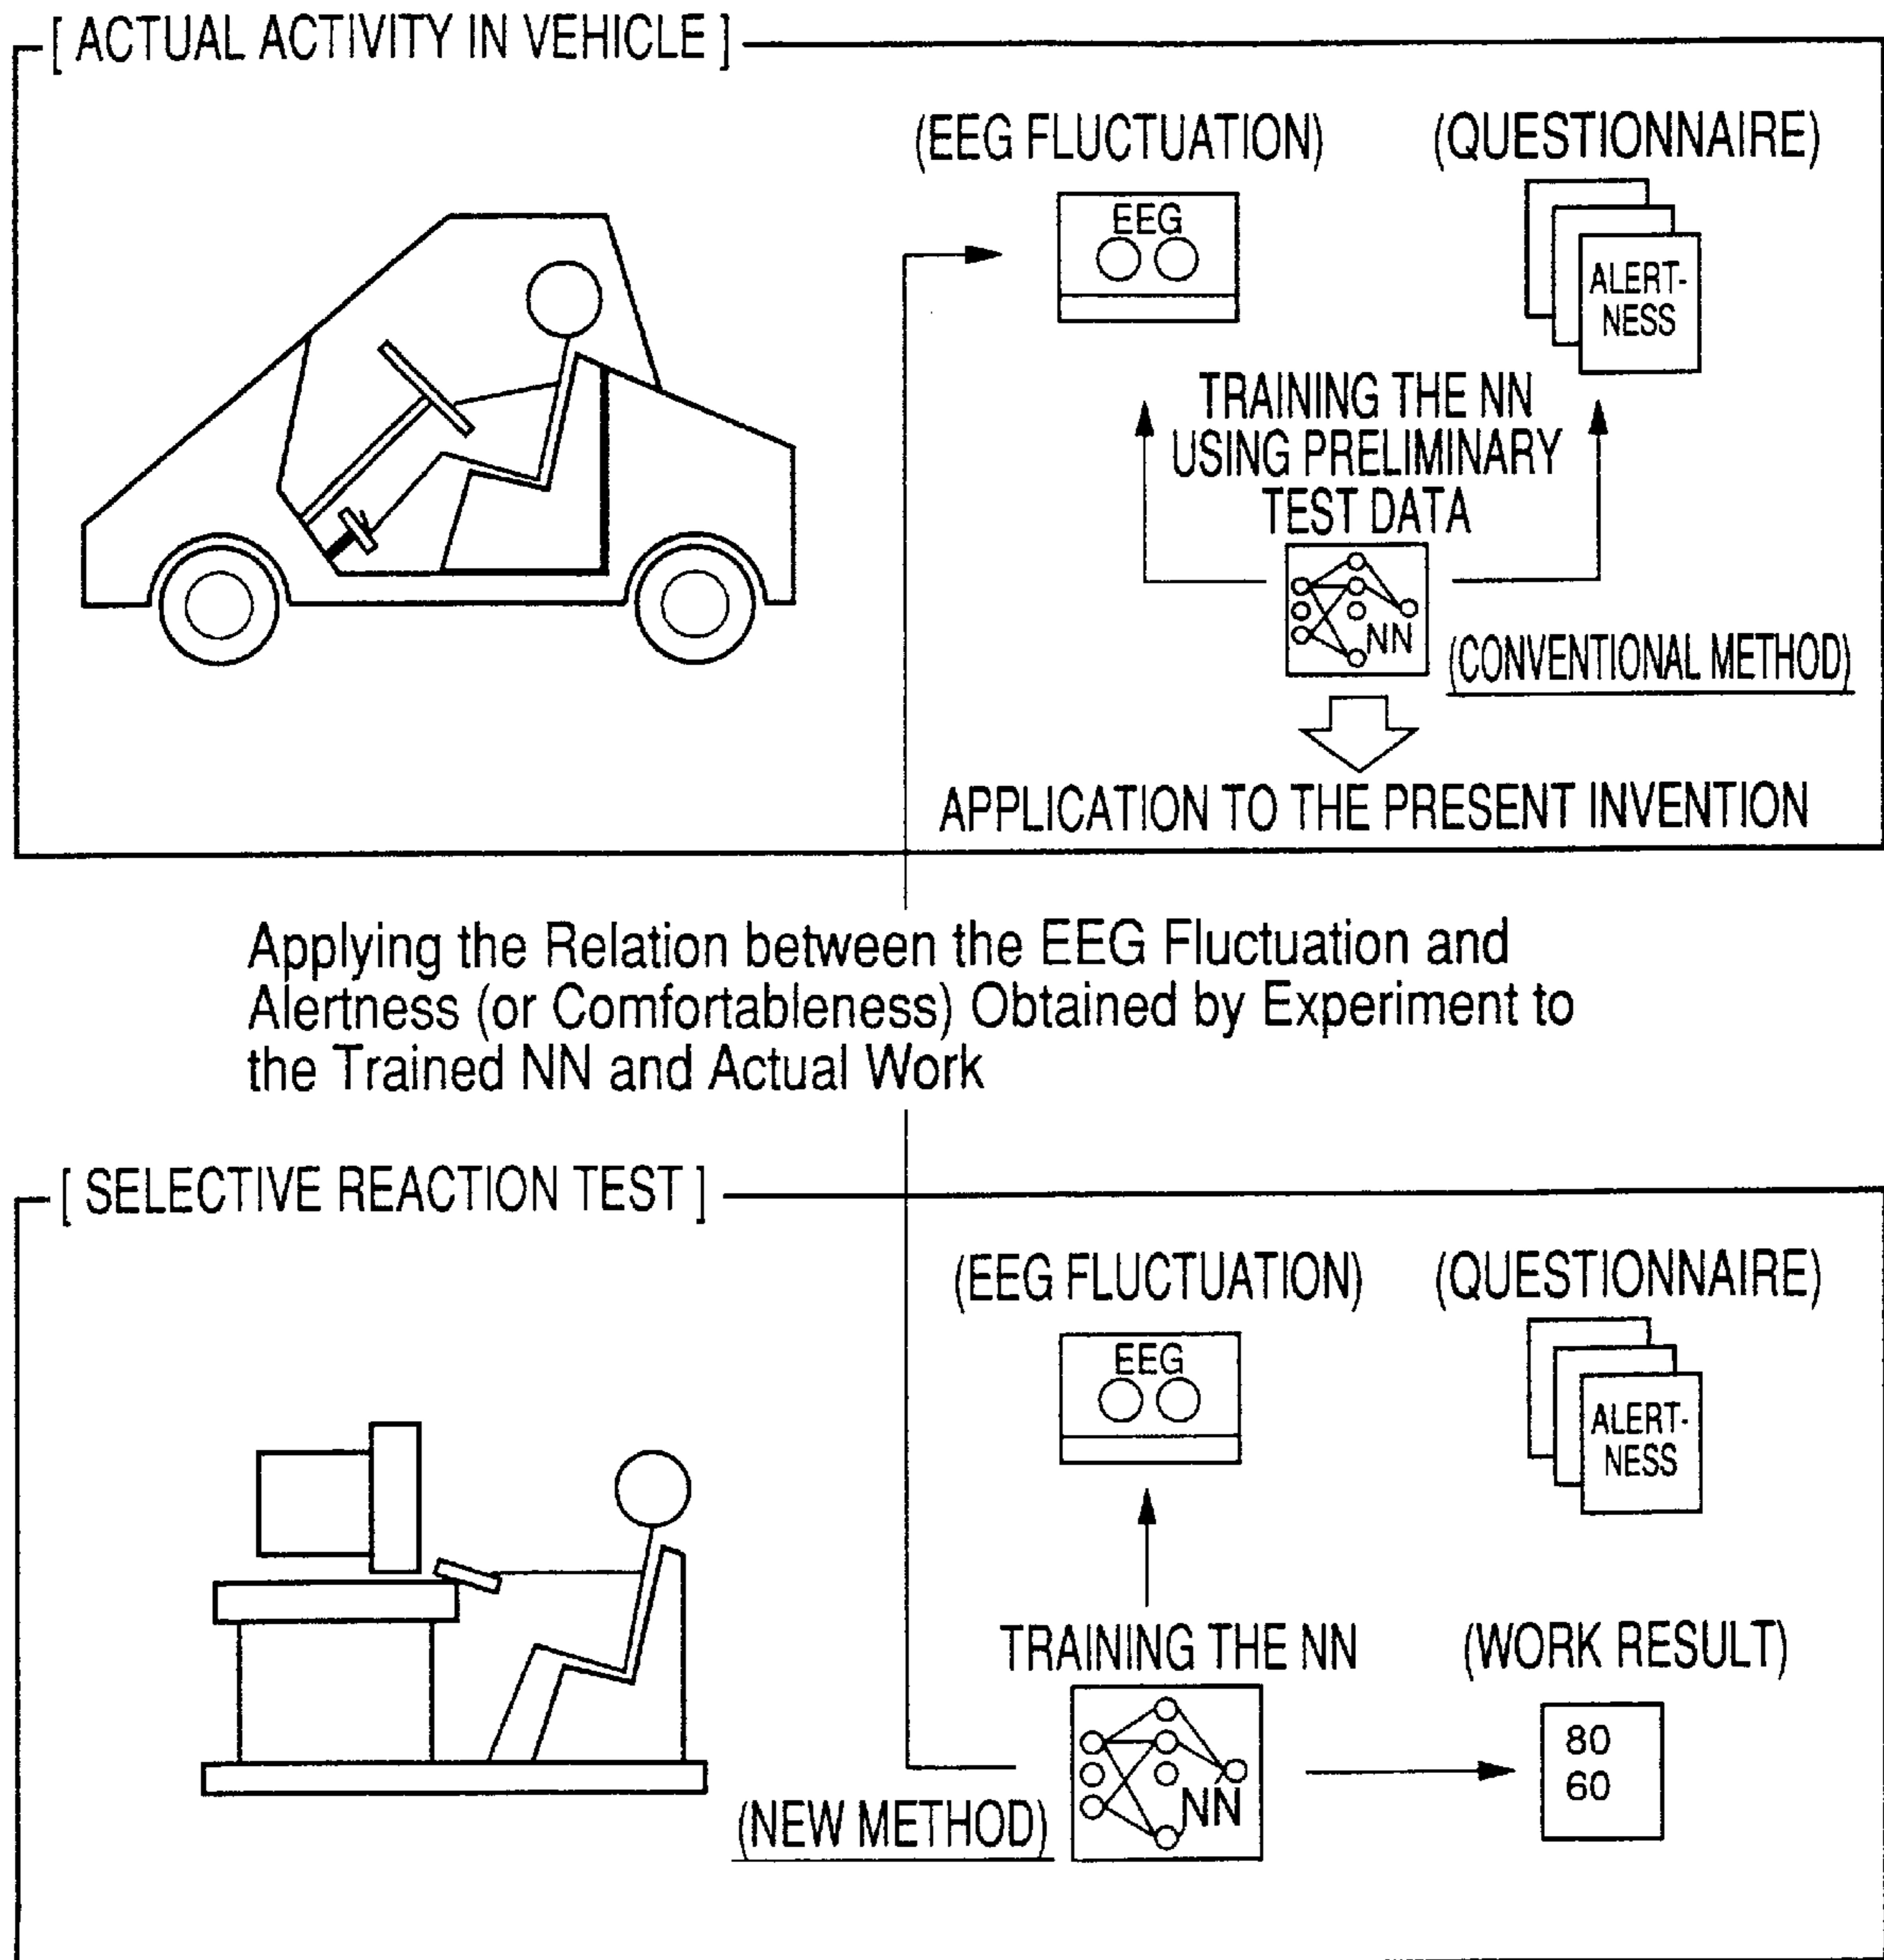 [ ACTUAL ACTIVITY IN VEHICLE ]
(EEG FLUCTUATION)
(QUESTIONNAIRE)
EEG
ALERT-
NESS
TRAINING THE NN
USING PRELIMINARY
TEST DATA
NN
(CONVENTIONAL METHOD)
APPLICATION TO THE PRESENT INVENTION
Applying the Relation between the EEG Fluctuation and
Alertness (or Comfortableness) Obtained by Experiment to
the Trained NN and Actual Work
[ SELECTIVE REACTION TEST ]
(EEG FLUCTUATION)
(QUESTIONNAIRE)
EEG
ALERT-
NESS
TRAINING THE NN
(WORK RESULT)
80
60
NN
(NEW METHOD)